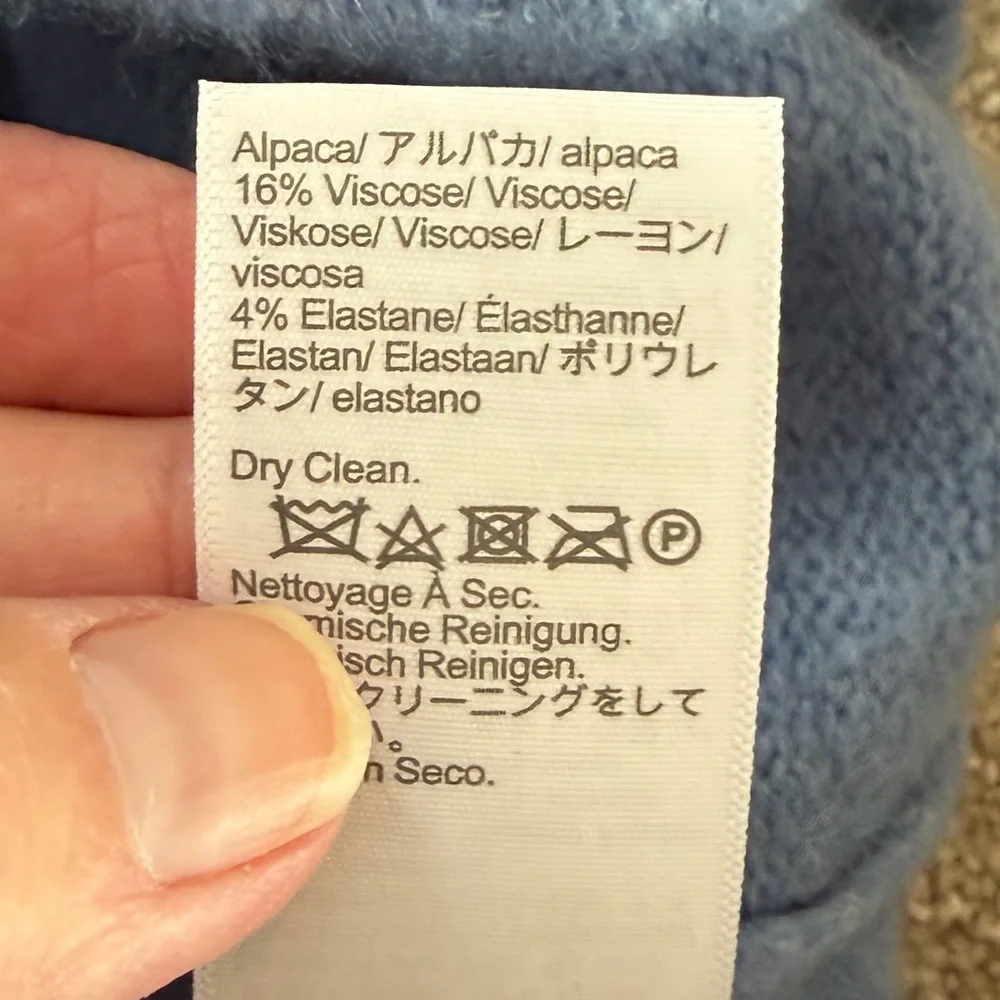 Alpaca/ アルパカ/ alpaca
16% Viscose/ Viscose/
Viskose/ Viscose/ レーヨン/
viscosa
4% Elastane/ Élasthanne/
Elastan/ Elastaan/ ポリウレ
タン/ elastano
Dry Clean.
P
Nettoyage À Sec.
Reinigung.
Reinigen.
クリーニングをして
Seco.